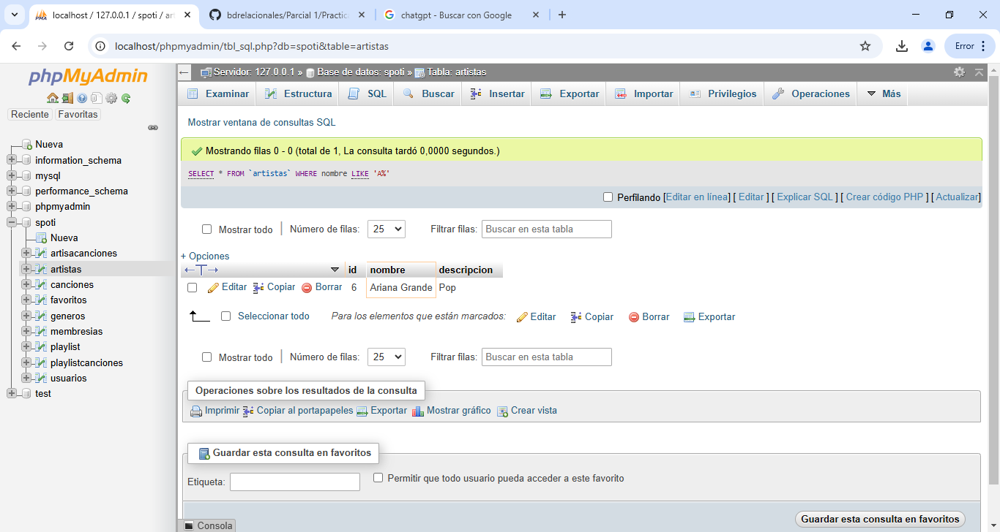 localhost / 127.0.0.1 / spoti / art
bdrelacionales/Parcial 1/Practica
chatgpt - Buscar con Google
localhost/phpmyadmin/tbl_sql.php?db=spoti&table=artistas
Error
phpMyAdmin
Reciente Favoritas
Nueva
information_schema
mysql
performance_schema
phpmyadmin
spoti
Nueva
artisacanciones
artistas
canciones
favoritos
generos
membresias
playlist
playlistcanciones
usuarios
test
Servidor: 127.0.0.1 » Base de datos: spoti » Tabla: artistas
Examinar Estructura SQL Buscar Insertar Exportar Importar Privilegios Operaciones Más
Mostrar ventana de consultas SQL
Mostrando filas 0 - 0 (total de 1, La consulta tardó 0,0000 segundos.)
SELECT * FROM `artistas` WHERE nombre LIKE 'A%'
Perfilando [Editar en línea] [ Editar ] [ Explicar SQL ] [ Crear código PHP ] [ Actualizar]
Mostrar todo Número de filas: 25 Filtrar filas: Buscar en esta tabla
+ Opciones
id nombre descripcion
Editar Copiar Borrar 6 Ariana Grande Pop
Seleccionar todo Para los elementos que están marcados: Editar Copiar Borrar Exportar
Mostrar todo Número de filas: 25 Filtrar filas: Buscar en esta tabla
Operaciones sobre los resultados de la consulta
Imprimir Copiar al portapapeles Exportar Mostrar gráfico Crear vista
Guardar esta consulta en favoritos
Etiqueta: Permitir que todo usuario pueda acceder a este favorito
Guardar esta consulta en favoritos
Consola